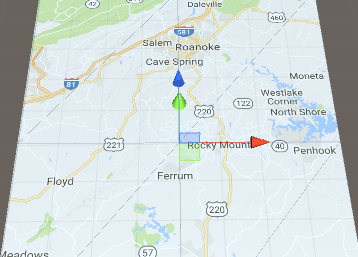 42
Daleville
460
581
Salem
Roanoke
Cave Spring
81
Moneta
Westlake
Corner
North Shore
122
220
221
Rocky Mount
40
Penhook
Floyd
Ferrum
220
57
Meadows